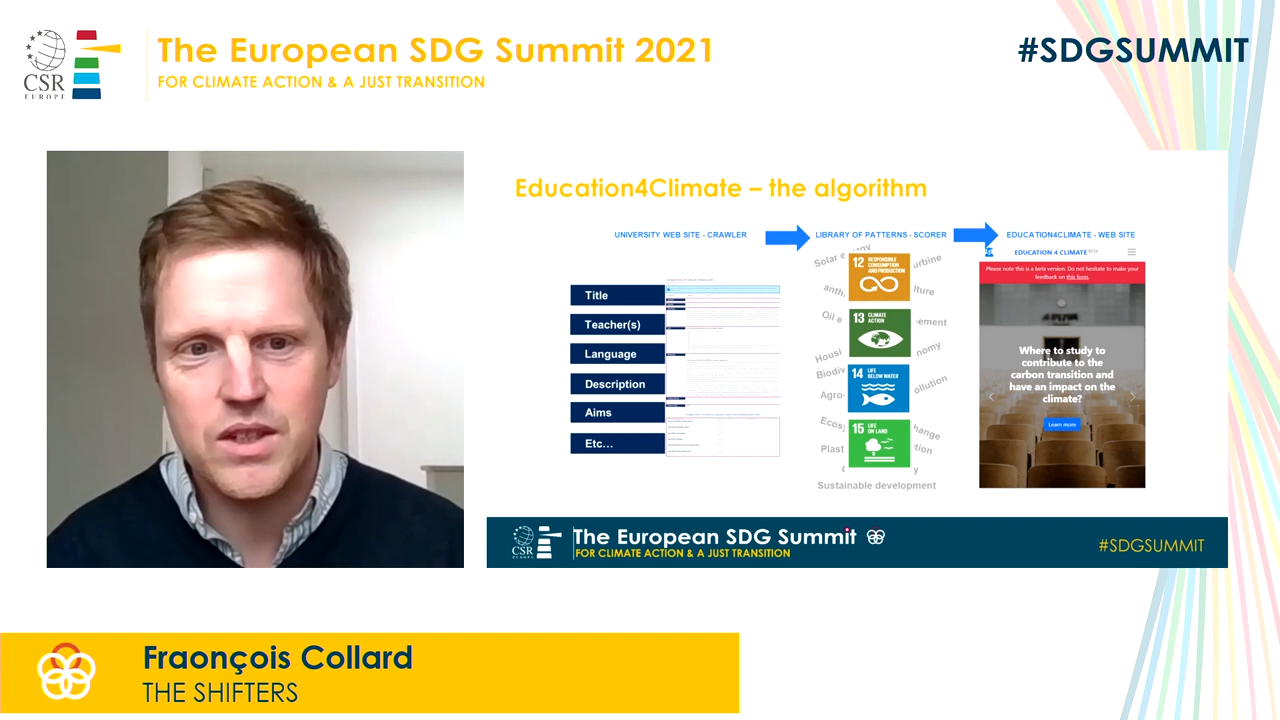 CSR
EUROPE
The European SDG Summit 2021
FOR CLIMATE ACTION & A JUST TRANSITION
#SDGSUMMIT
Education4Climate – the algorithm
UNIVERSITY WEB SITE - CRAWLER
LIBRARY OF PATTERNS - SCORER
EDUCATION4CLIMATE - WEB SITE
Title
Teacher(s)
Language
Description
Aims
Etc...
Solar
12 RESPONSIBLE
CONSUMPTION
AND PRODUCTION
13 CLIMATE
ACTION
14 LIFE
BELOW WATER
15 LIFE
ON LAND
Plast
Sustainable development
EDUCATION 4 CLIMATE BETA
Please note this is a beta version. Do not hesitate to make your
feedback on this form.
Where to study to
contribute to the
carbon transition and
have an impact on the
climate?
Learn more
CSR
EUROPE
The European SDG Summit
FOR CLIMATE ACTION & A JUST TRANSITION
#SDGSUMMIT
Fraonçois Collard
THE SHIFTERS